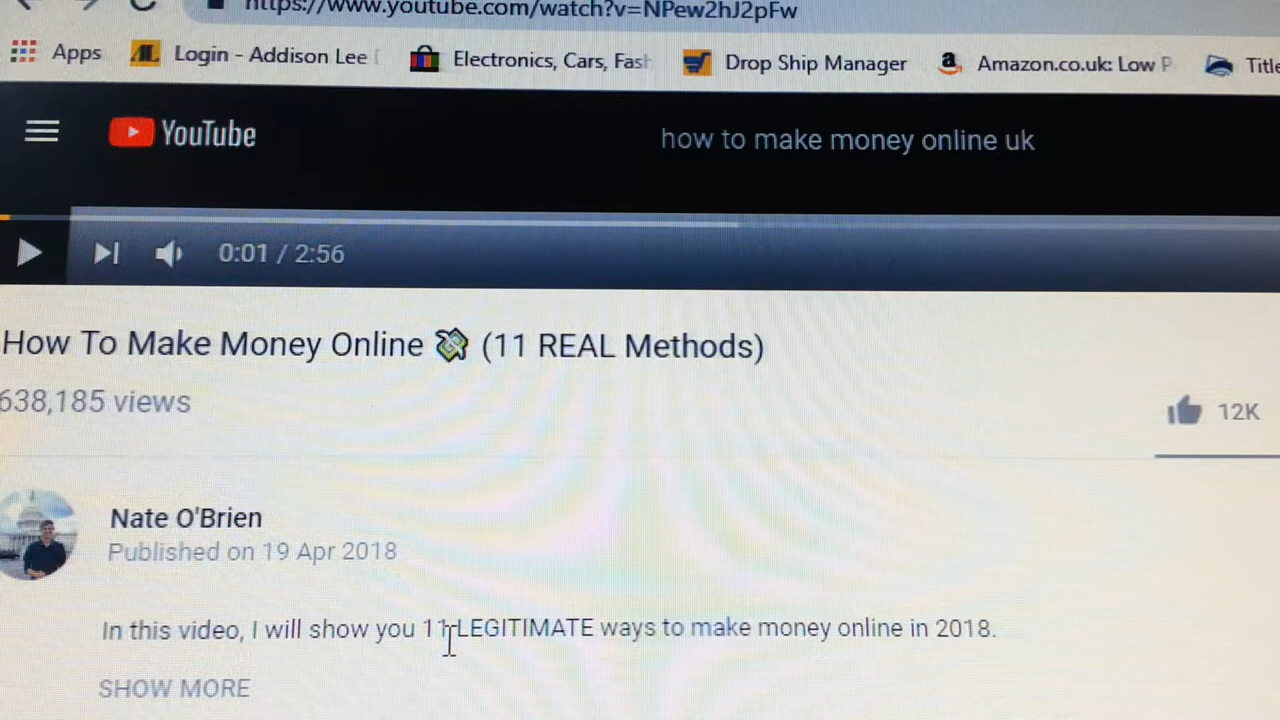 https://www.youtube.com/watch?v=NPew2hJ2pFw
Apps Login - Addison Lee Electronics, Cars, Fash Drop Ship Manager Amazon.co.uk: Low P Title
YouTube how to make money online uk
0:01 / 2:56
How To Make Money Online 💸 (11 REAL Methods)
638,185 views
12K
Nate O'Brien
Published on 19 Apr 2018
In this video, I will show you 11 LEGITIMATE ways to make money online in 2018.
SHOW MORE